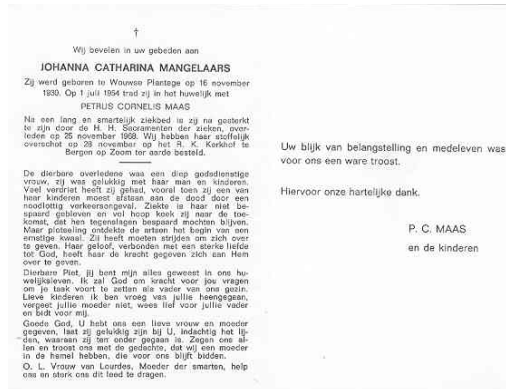 †
Wij bevelen in uw gebeden aan
JOHANNA CATHARINA MANGELAARS
Zij werd geboren te Wouwse Plantage op 16 november
1930. Op 1 juli 1954 trad zij in het huwelijk met
PETRUS CORNELIS MAAS
Na een lang en smartelijk ziekbed is zij na gesterkt
te zijn door de H. H. Sacramenten der zieken, overle-
den op 25 november 1968. Wij hebben haar stoffelijk
overschot op 28 november op het R. K. Kerkhof te
Bergen op Zoom ter aarde besteld.
De dierbare overledene was een diep godsdienstige
vrouw, zij was gelukkig met haar man en kinderen.
Veel verdriet heeft zij gehad, vooral toen zij een van
haar kinderen moest afstaan aan de dood door een
noodlottig verkeersongeval. Ziekte is haar niet be-
spaard gebleven en vol hoop keek zij naar de toe-
komst, dat hen tegenslagen bespaard mochten blijven.
Maar plotseling ontdekte de artsen het begin van een
ernstige kwaal. Zij heeft moeten strijden om zich over
te geven. Haar geloof, verbonden met een sterke liefde
tot God, heeft haar de kracht gegeven zich aan Hem
over te geven.
Dierbare Piet, jij bent mijn alles geweest in ons hu-
welijksleven. Ik zal God om kracht voor jou vragen
om je taak voort te zetten als vader van ons gezin.
Lieve kinderen ik ben vroeg van jullie heengegaan,
vergeet jullie moeder niet, wees lief voor jullie vader
en bidt voor mij.
Goede God, U hebt ons een lieve vrouw en moeder
gegeven, laat zij gelukkig zijn bij U, indachtig het lij-
den, waaraan zij ten onder gegaan is. Zegen ons al-
len en troost ons met de gedachte, dat wij een moeder
in de hemel hebben, die voor ons blijft bidden.
O. L. Vrouw van Lourdes, Moeder der smarten, help
ons en sterk ons dit leed te dragen.
Uw blijk van belangstelling en medeleven was
voor ons een ware troost.
Hiervoor onze hartelijke dank.
P. C. MAAS
en de kinderen